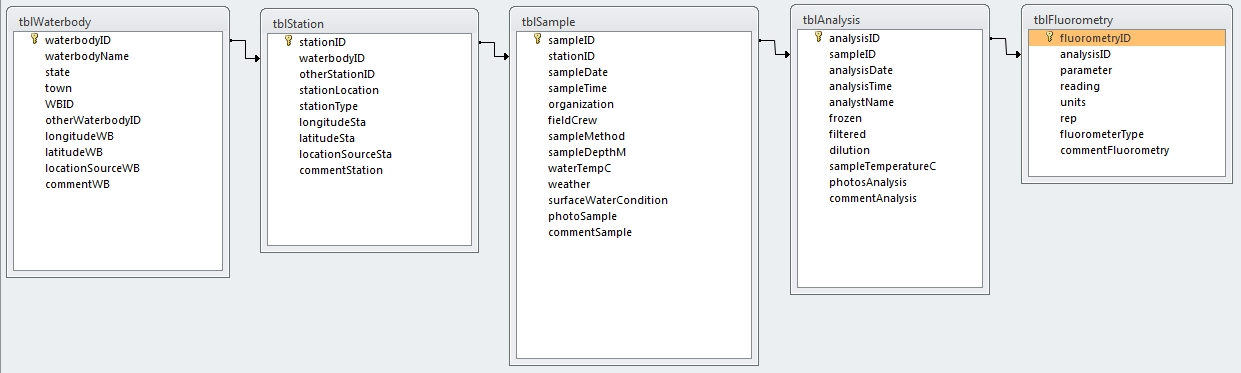 tblWaterbody
waterbodyID
waterbodyName
state
town
WBID
otherWaterbodyID
longitudeWB
latitudeWB
locationSourceWB
commentWB
tblStation
stationID
waterbodyID
otherStationID
stationLocation
stationType
longitudeSta
latitudeSta
locationSourceSta
commentStation
tblSample
sampleID
stationID
sampleDate
sampleTime
organization
fieldCrew
sampleMethod
sampleDepthM
waterTempC
weather
surfaceWaterCondition
photoSample
commentSample
tblAnalysis
analysisID
sampleID
analysisDate
analysisTime
analystName
frozen
filtered
dilution
sampleTemperatureC
photosAnalysis
commentAnalysis
tblFluorometry
fluorometryID
analysisID
parameter
reading
units
rep
fluorometerType
commentFluorometry